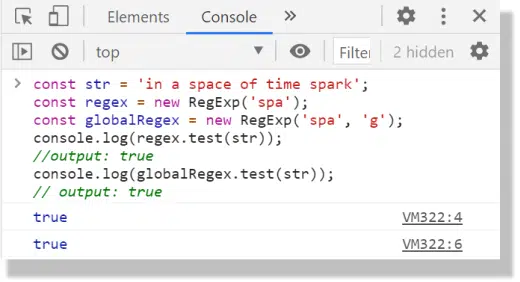 Elements Console »
top Filter 2 hidden
> const str = 'in a space of time spark';
const regex = new RegExp('spa');
const globalRegex = new RegExp('spa', 'g');
console.log(regex.test(str));
//output: true
console.log(globalRegex.test(str));
// output: true
true VM322:4
true VM322:6